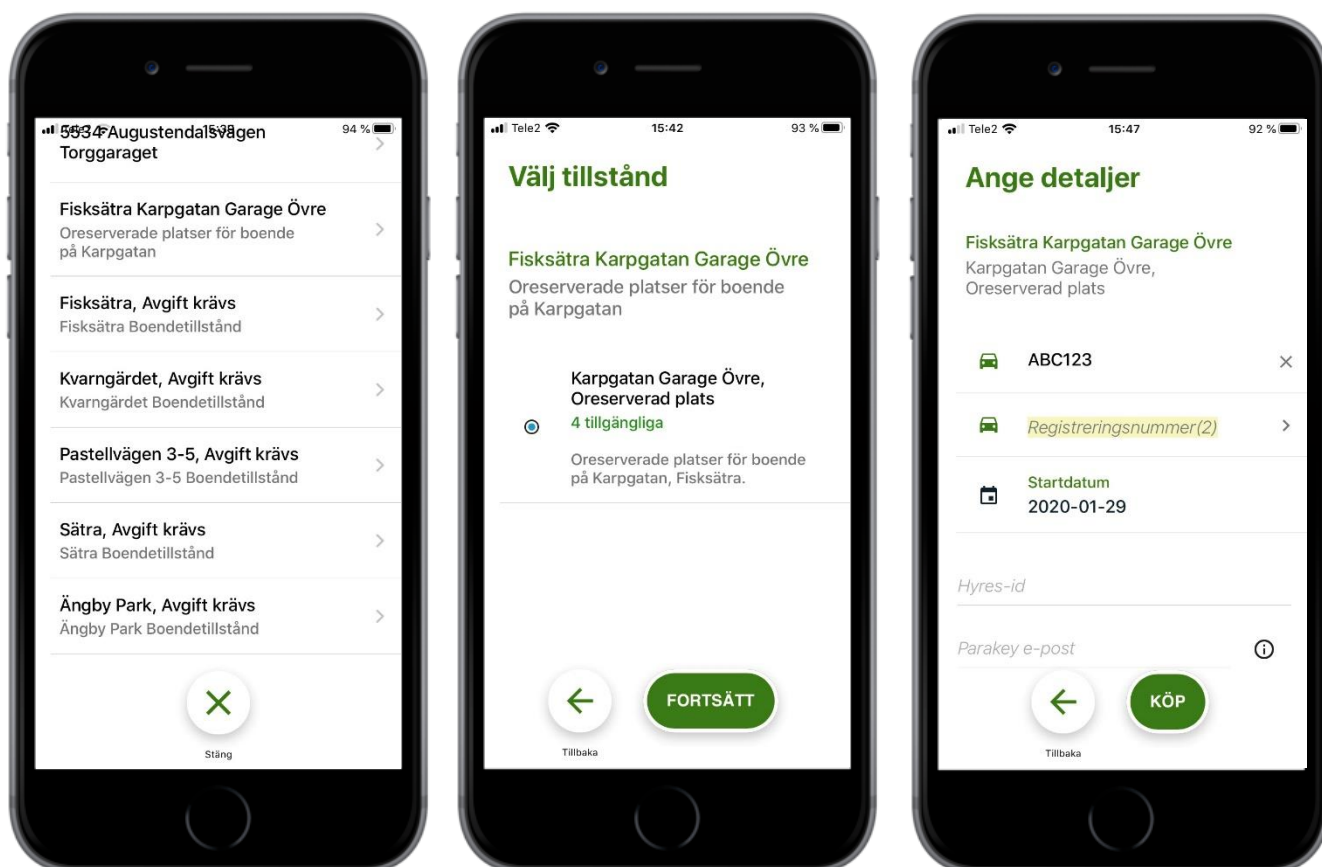 Tele2 15:38 94 %
5534 Augustendalsvägen
Torggaraget
Fisksätra Karpgatan Garage Övre
Oreserverade platser för boende
på Karpgatan
Fisksätra, Avgift krävs
Fisksätra Boendetillstånd
Kvarngärdet, Avgift krävs
Kvarngärdet Boendetillstånd
Pastellvägen 3-5, Avgift krävs
Pastellvägen 3-5 Boendetillstånd
Sätra, Avgift krävs
Sätra Boendetillstånd
Ängby Park, Avgift krävs
Ängby Park Boendetillstånd
Stäng
Tele2 15:42 93 %
Välj tillstånd
Fisksätra Karpgatan Garage Övre
Oreserverade platser för boende
på Karpgatan
Karpgatan Garage Övre,
Oreserverad plats
4 tillgängliga
Oreserverade platser för boende
på Karpgatan, Fisksätra.
FORTSÄTT
Tillbaka
Tele2 15:47 92 %
Ange detaljer
Fisksätra Karpgatan Garage Övre
Karpgatan Garage Övre,
Oreserverad plats
ABC123
Registreringsnummer(2)
Startdatum
2020-01-29
Hyres-id
Parakey e-post
KÖP
Tillbaka